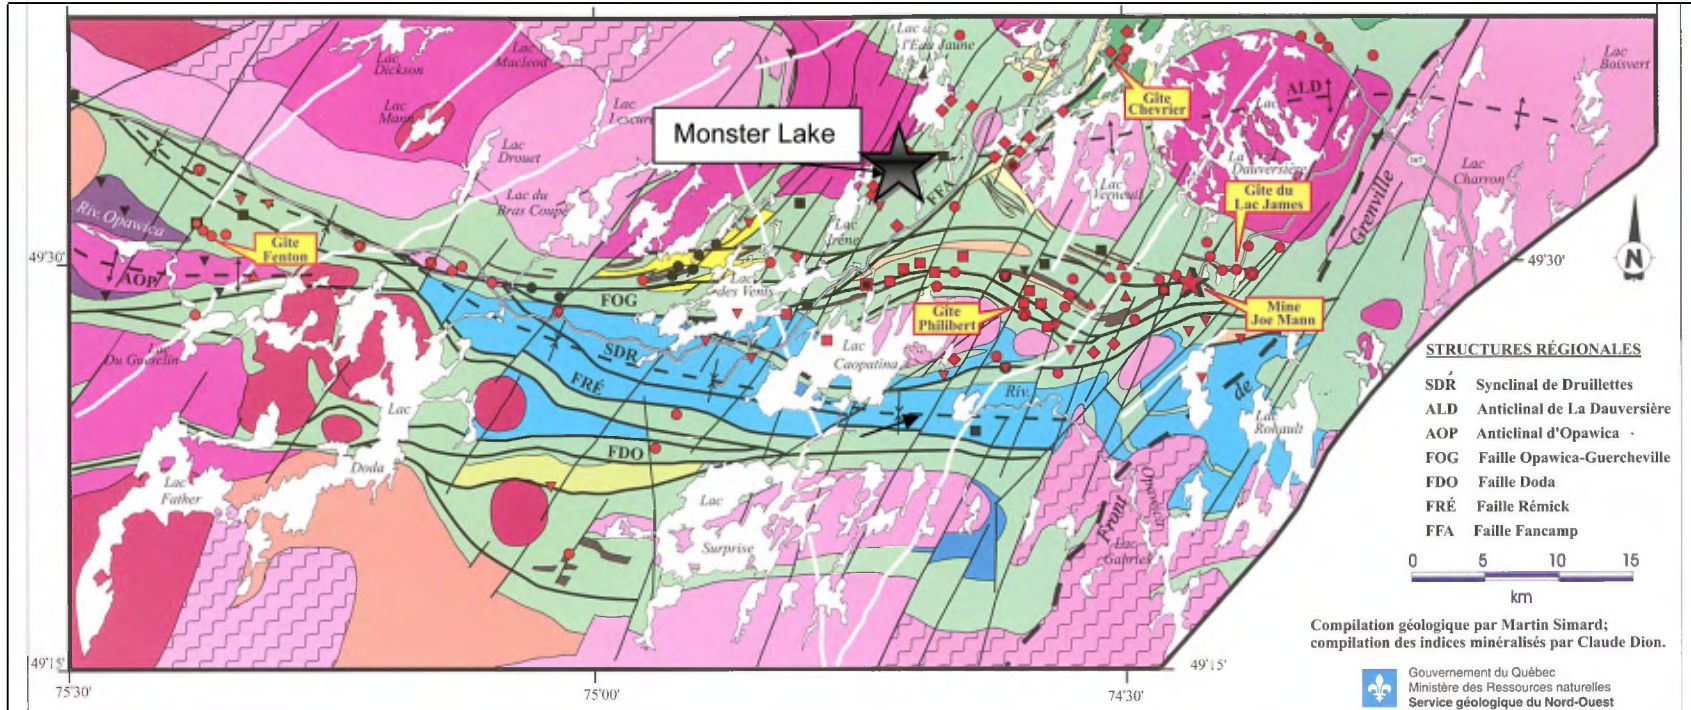 Lac
Dickson
Lac
Macleod
Lac à
l'Eau Jaune
Lac
Boisvert
Lac
Mann
Lac
Lescure
Gîte
Chevrier
ALD
Lac
Monster Lake
Lac
Drouet
La
Dauversière
167
Lac
Charron
Lac du
Bras Coupé
FFA
Lac
Verneuil
Gîte du
Lac James
Grenville
Riv. Opawica
Gîte
Fenton
Lac
Irène
49°30'
49°30'
N
AOP
Lac
des Vents
FOG
Gîte
Philibert
Mine
Joe Mann
Lac
Du Guesclin
SDR
Lac
Caopatina
FRÉ
Riv.
de
Lac
Rohault
Lac
Doda
FDO
Lac
Father
Lac
Surprise
Opawica
Front
Lac
Gabriel
STRUCTURES RÉGIONALES
SDR Synclinal de Druillettes
ALD Anticlinal de La Dauversière
AOP Anticlinal d'Opawica
FOG Faille Opawica-Guercheville
FDO Faille Doda
FRÉ Faille Rémick
FFA Faille Fancamp
0 5 10 15
km
Compilation géologique par Martin Simard;
compilation des indices minéralisés par Claude Dion.
49°15'
49°15'
75°30'
75°00'
74°30'
Gouvernement du Québec
Ministère des Ressources naturelles
Service géologique du Nord-Ouest